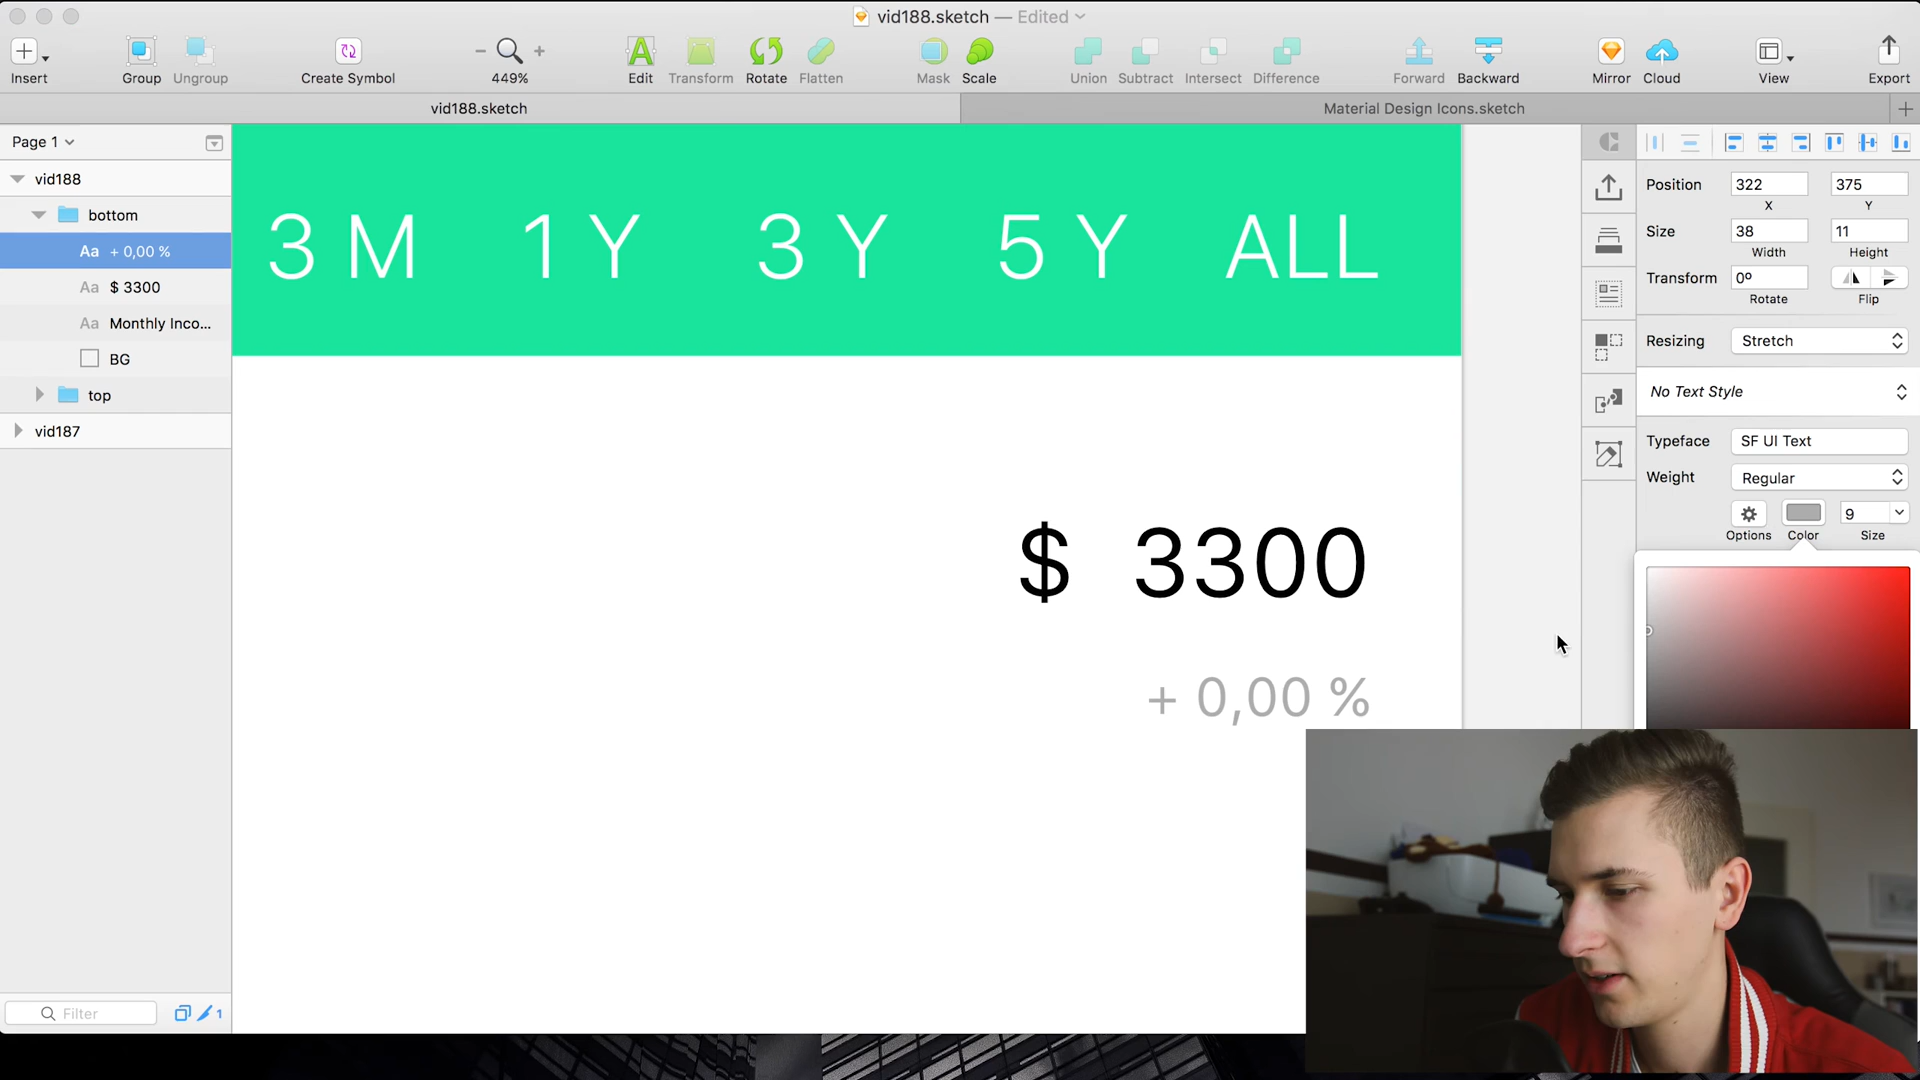 vid188.sketch — Edited
Insert
Group
Ungroup
Create Symbol
449%
Edit
Transform
Rotate
Flatten
Mask
Scale
Union
Subtract
Intersect
Difference
Forward
Backward
Mirror
Cloud
View
Export
vid188.sketch
Material Design Icons.sketch
Page 1
vid188
bottom
Aa + 0,00 %
Aa $ 3300
Aa Monthly Inco...
BG
top
vid187
Filter
1
3 M 1 Y 3 Y 5 Y ALL
$ 3300
+ 0,00 %
Position 322 375
X Y
Size 38 11
Width Height
Transform 0º
Rotate Flip
Resizing Stretch
No Text Style
Typeface SF UI Text
Weight Regular
9
Options Color Size